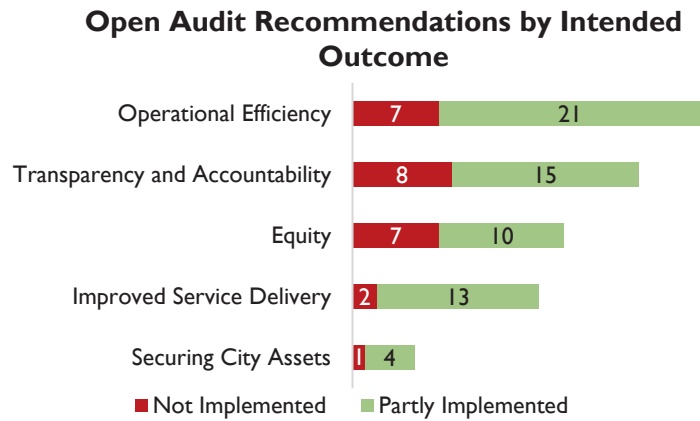 Open Audit Recommendations by Intended
Outcome
Operational Efficiency 7 21
Transparency and Accountability 8 15
Equity 7 10
Improved Service Delivery 2 13
Securing City Assets 1 4
Not Implemented Partly Implemented